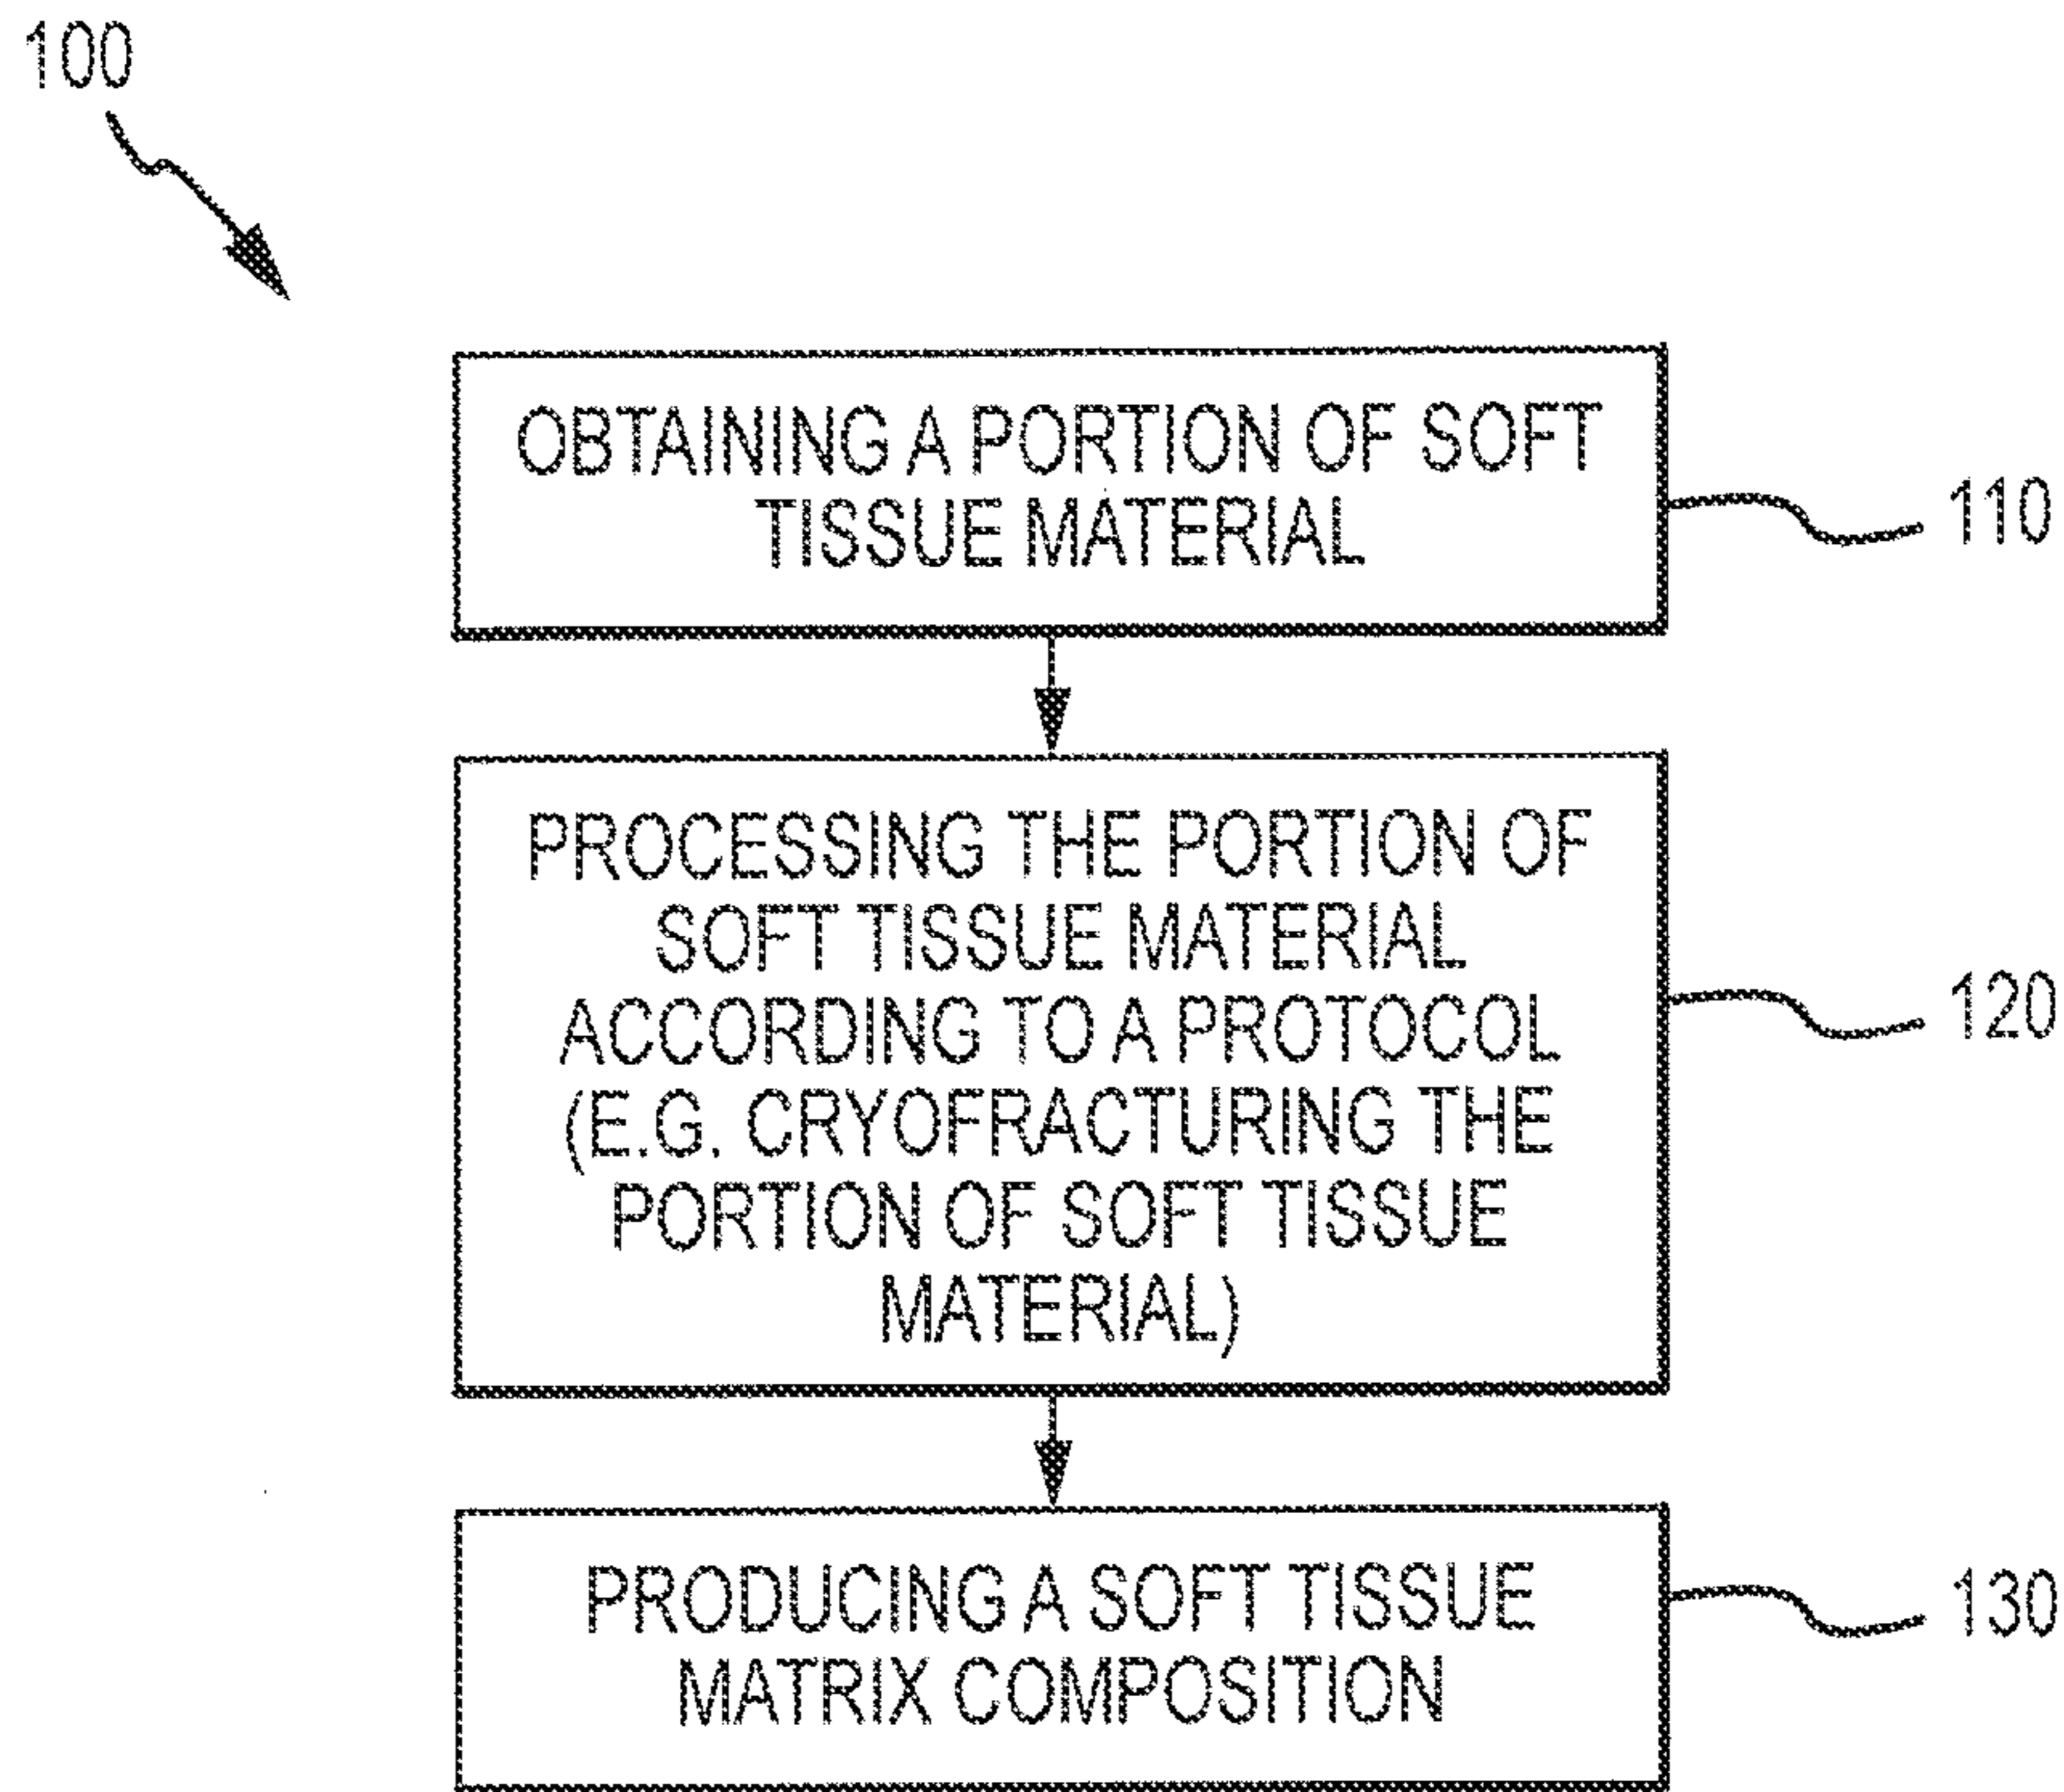 100
OBTAINING A PORTION OF SOFT
TISSUE MATERIAL
110
PROCESSING THE PORTION OF
SOFT TISSUE MATERIAL
ACCORDING TO A PROTOCOL
(E.G. CRYOFRACTURING THE
PORTION OF SOFT TISSUE
MATERIAL)
120
PRODUCING A SOFT TISSUE
MATRIX COMPOSITION
130